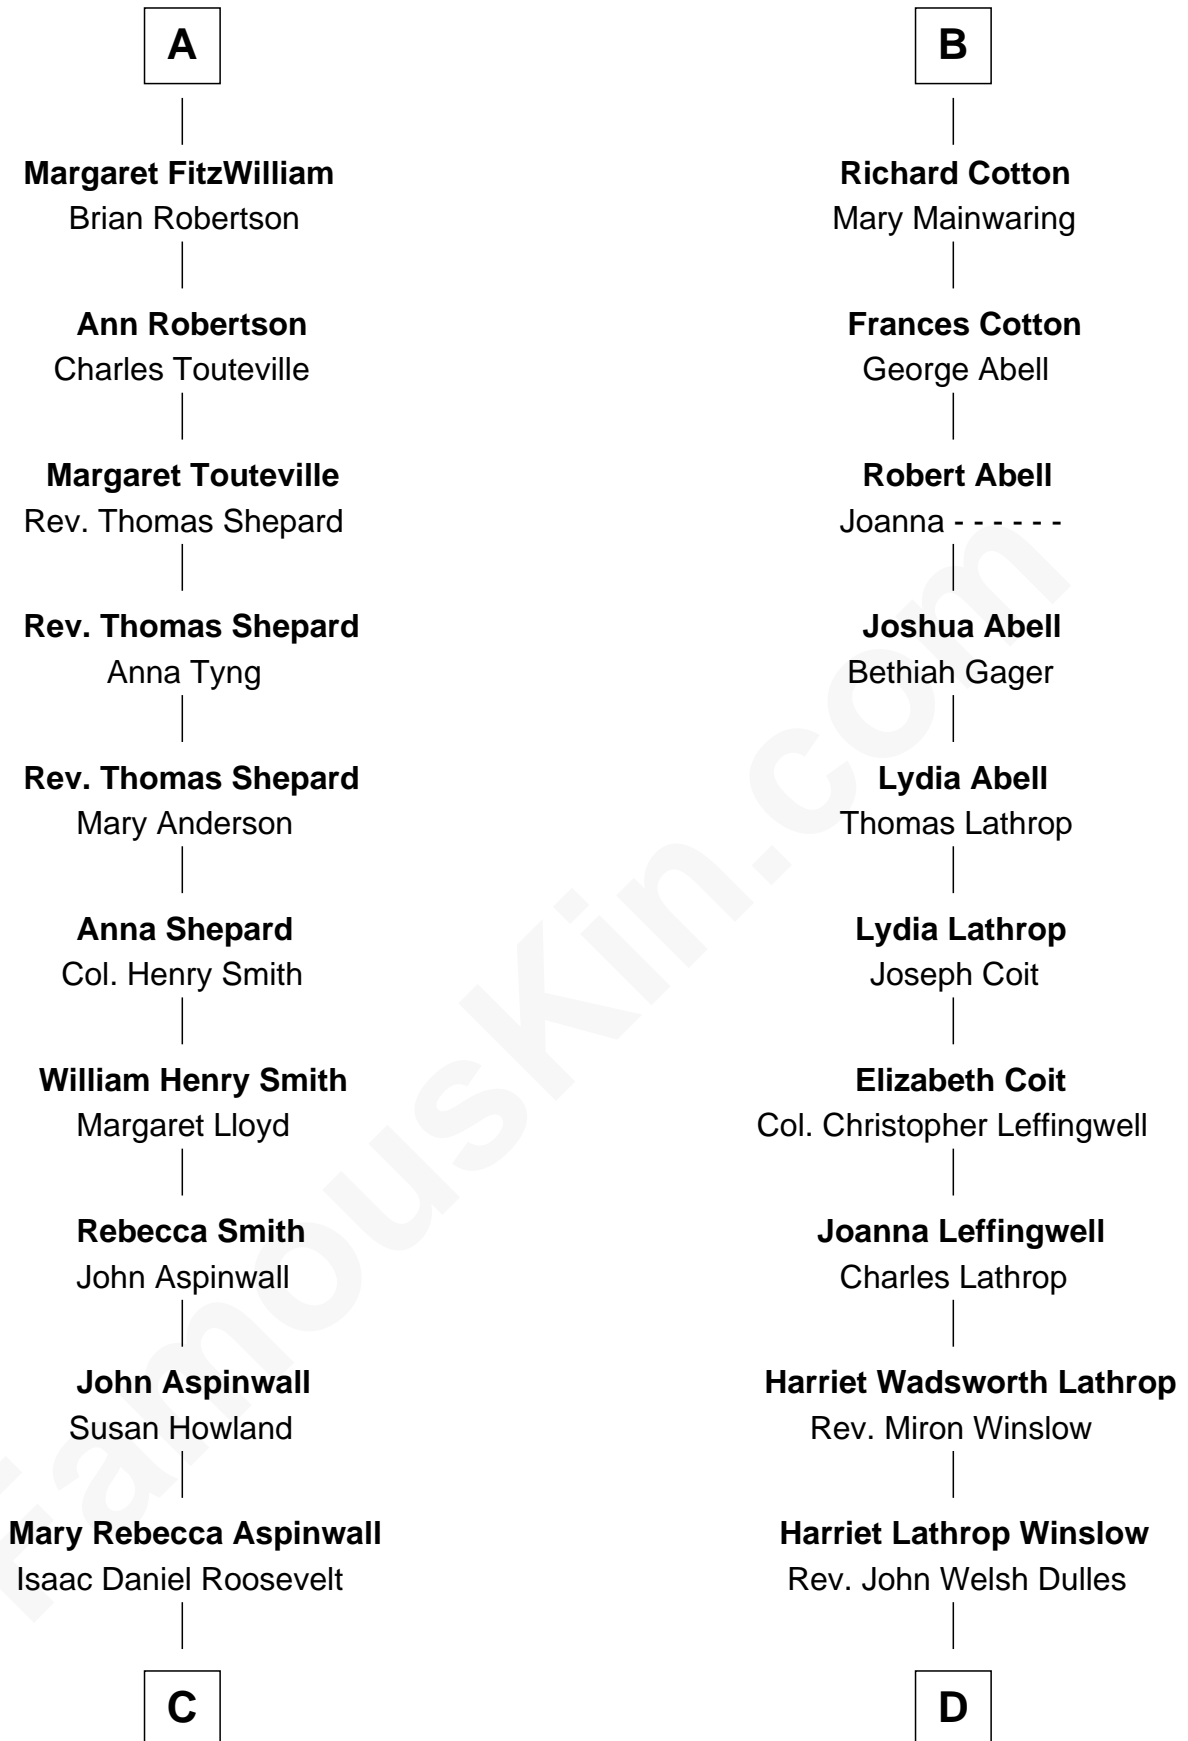 A
Margaret FitzWilliam
Brian Robertson
Ann Robertson
Charles Touteville
Margaret Touteville
Rev. Thomas Shepard
Rev. Thomas Shepard
Anna Tyng
Rev. Thomas Shepard
Mary Anderson
Anna Shepard
Col. Henry Smith
William Henry Smith
Margaret Lloyd
Rebecca Smith
John Aspinwall
John Aspinwall
Susan Howland
Mary Rebecca Aspinwall
Isaac Daniel Roosevelt
C
B
Richard Cotton
Mary Mainwaring
Frances Cotton
George Abell
Robert Abell
Joanna - - - - - -
Joshua Abell
Bethiah Gager
Lydia Abell
Thomas Lathrop
Lydia Lathrop
Joseph Coit
Elizabeth Coit
Col. Christopher Leffingwell
Joanna Leffingwell
Charles Lathrop
Harriet Wadsworth Lathrop
Rev. Miron Winslow
Harriet Lathrop Winslow
Rev. John Welsh Dulles
D
FamousKin.com